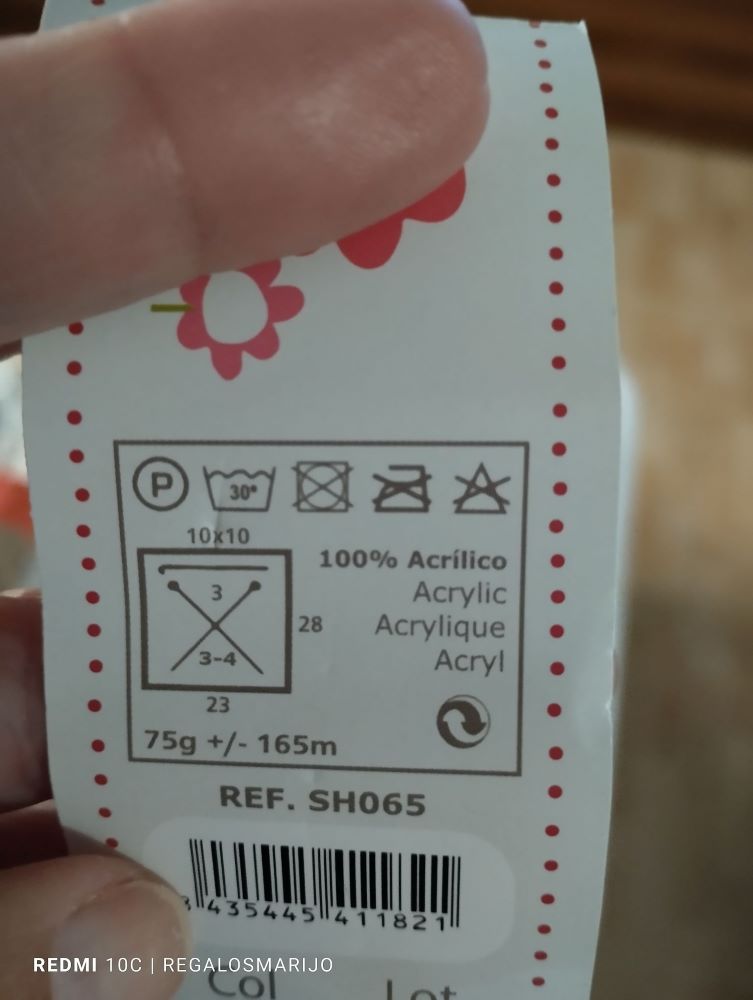 P
30°
10x10
3
3-4
28
23
100% Acrílico
Acrylic
Acrylique
Acryl
75g +/- 165m
REF. SH065
8 435445 411821
Col Lot
REDMI 10C | REGALOSMARIJO